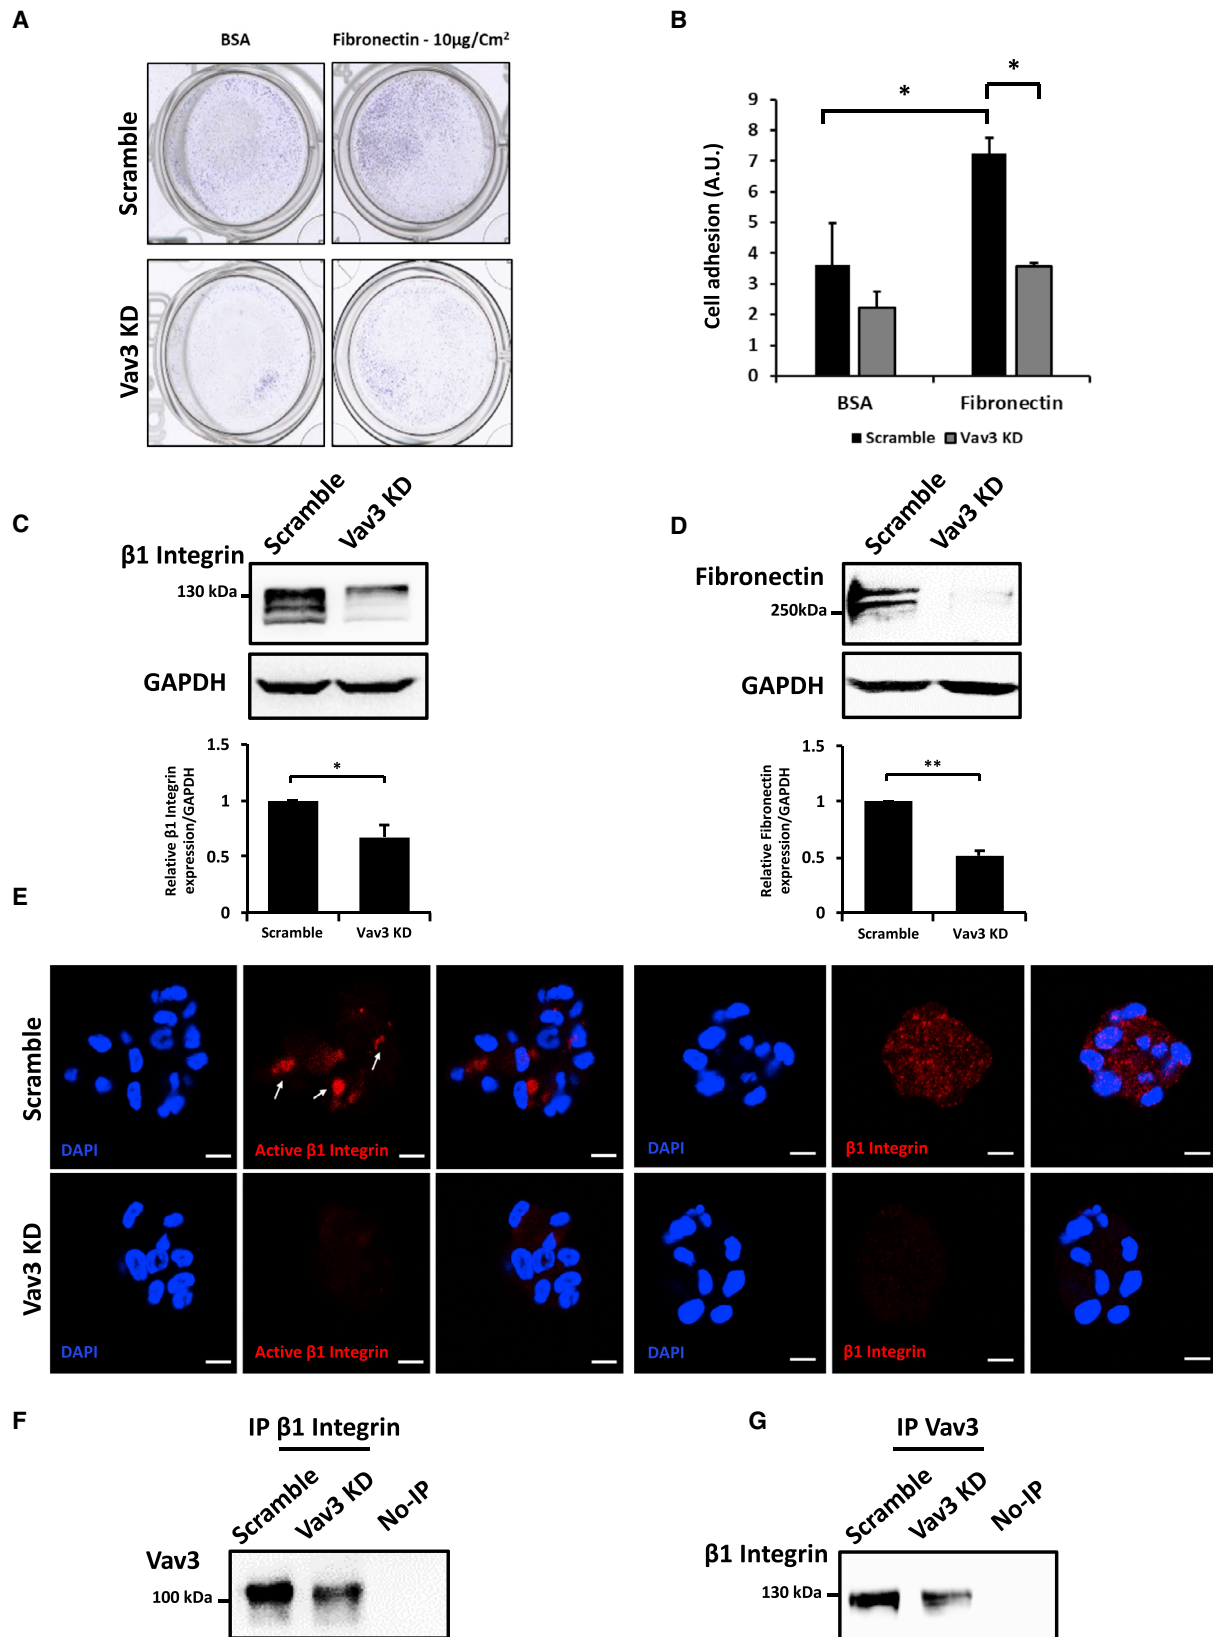 A
BSA
Fibronectin - 10µg/Cm²
Scramble
Vav3 KD
B
*
*
Cell adhesion (A.U.)
9
8
7
6
5
4
3
2
1
0
BSA
Fibronectin
Scramble
Vav3 KD
C
Scramble
Vav3 KD
β1 Integrin
130 kDa
GAPDH
Relative β1 Integrin
expression/GAPDH
1.5
1
0.5
0
*
Scramble
Vav3 KD
D
Scramble
Vav3 KD
Fibronectin
250kDa
GAPDH
Relative Fibronectin
expression/GAPDH
1.5
1
0.5
0
**
Scramble
Vav3 KD
E
Scramble
DAPI
Active β1 Integrin
DAPI
β1 Integrin
Vav3 KD
DAPI
Active β1 Integrin
DAPI
β1 Integrin
F
IP β1 Integrin
Scramble
Vav3 KD
No-IP
Vav3
100 kDa
G
IP Vav3
Scramble
Vav3 KD
No-IP
β1 Integrin
130 kDa